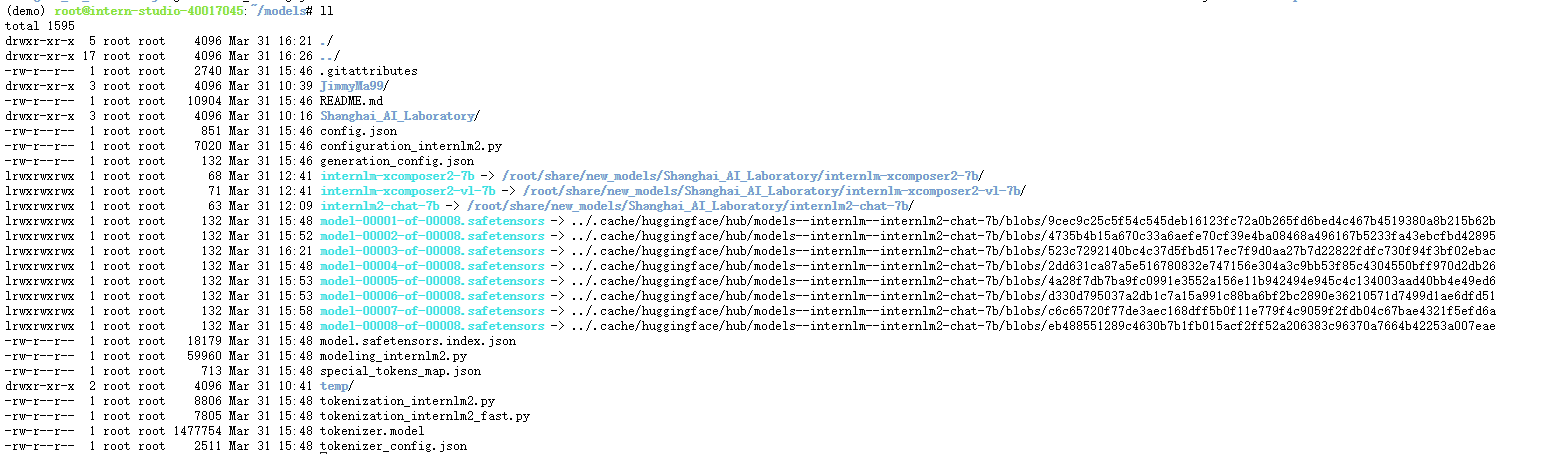 (demo) root@intern-studio-40017045:~/models# ll
total 1595
drwxr-xr-x  5 root root    4096 Mar 31 16:21 ./
drwxr-xr-x 17 root root    4096 Mar 31 16:26 ../
-rw-r--r--  1 root root    2740 Mar 31 15:46 .gitattributes
drwxr-xr-x  3 root root    4096 Mar 31 10:39 JimmyMa99/
-rw-r--r--  1 root root   10904 Mar 31 15:46 README.md
drwxr-xr-x  3 root root    4096 Mar 31 10:16 Shanghai_AI_Laboratory/
-rw-r--r--  1 root root     851 Mar 31 15:46 config.json
-rw-r--r--  1 root root    7020 Mar 31 15:46 configuration_internlm2.py
-rw-r--r--  1 root root     132 Mar 31 15:46 generation_config.json
lrwxrwxrwx  1 root root      68 Mar 31 12:41 internlm-xcomposer2-7b -> /root/share/new_models/Shanghai_AI_Laboratory/internlm-xcomposer2-7b/
lrwxrwxrwx  1 root root      71 Mar 31 12:41 internlm-xcomposer2-vl-7b -> /root/share/new_models/Shanghai_AI_Laboratory/internlm-xcomposer2-vl-7b/
lrwxrwxrwx  1 root root      63 Mar 31 12:09 internlm2-chat-7b -> /root/share/new_models/Shanghai_AI_Laboratory/internlm2-chat-7b/
lrwxrwxrwx  1 root root     132 Mar 31 15:48 model-00001-of-00008.safetensors -> ../.cache/huggingface/hub/models--internlm--internlm2-chat-7b/blobs/9cec9c25c5f54c545deb16123fc72a0b265fd6bed4c467b4519380a8b215b62b
lrwxrwxrwx  1 root root     132 Mar 31 15:52 model-00002-of-00008.safetensors -> ../.cache/huggingface/hub/models--internlm--internlm2-chat-7b/blobs/4735b4b15a670c33a6aefe70cf39e4ba08468a496167b5233fa43ebcfbd42895
lrwxrwxrwx  1 root root     132 Mar 31 16:21 model-00003-of-00008.safetensors -> ../.cache/huggingface/hub/models--internlm--internlm2-chat-7b/blobs/523c7292140bc4c37d5fbd517ec7f9d0aa27b7d22822fdfc730f94f3bf02ebac
lrwxrwxrwx  1 root root     132 Mar 31 15:48 model-00004-of-00008.safetensors -> ../.cache/huggingface/hub/models--internlm--internlm2-chat-7b/blobs/2dd631ca87a5e516780832e747156e304a3c9bb53f85c4304550bff970d2db26
lrwxrwxrwx  1 root root     132 Mar 31 15:53 model-00005-of-00008.safetensors -> ../.cache/huggingface/hub/models--internlm--internlm2-chat-7b/blobs/4a28f7db7ba9fc0991e3552a156e11b942494e945c4c134003aad40bb4e49ed6
lrwxrwxrwx  1 root root     132 Mar 31 15:53 model-00006-of-00008.safetensors -> ../.cache/huggingface/hub/models--internlm--internlm2-chat-7b/blobs/d330d795037a2db1c7a15a991c88ba6bf2bc2890e36210571d7499d1ae6dfd51
lrwxrwxrwx  1 root root     132 Mar 31 15:58 model-00007-of-00008.safetensors -> ../.cache/huggingface/hub/models--internlm--internlm2-chat-7b/blobs/c6c65720f77de3aec168dff5b0f11e779f4c9059f2fdb04c67bae4321f5efd6a
lrwxrwxrwx  1 root root     132 Mar 31 15:48 model-00008-of-00008.safetensors -> ../.cache/huggingface/hub/models--internlm--internlm2-chat-7b/blobs/eb488551289c4630b7b1fb015acf2ff52a206383c96370a7664b42253a007eae
-rw-r--r--  1 root root   18179 Mar 31 15:48 model.safetensors.index.json
-rw-r--r--  1 root root   59960 Mar 31 15:48 modeling_internlm2.py
-rw-r--r--  1 root root     713 Mar 31 15:48 special_tokens_map.json
drwxr-xr-x  2 root root    4096 Mar 31 10:41 temp/
-rw-r--r--  1 root root    8806 Mar 31 15:48 tokenization_internlm2.py
-rw-r--r--  1 root root    7805 Mar 31 15:48 tokenization_internlm2_fast.py
-rw-r--r--  1 root root 1477754 Mar 31 15:48 tokenizer.model
-rw-r--r--  1 root root    2511 Mar 31 15:48 tokenizer_config.json